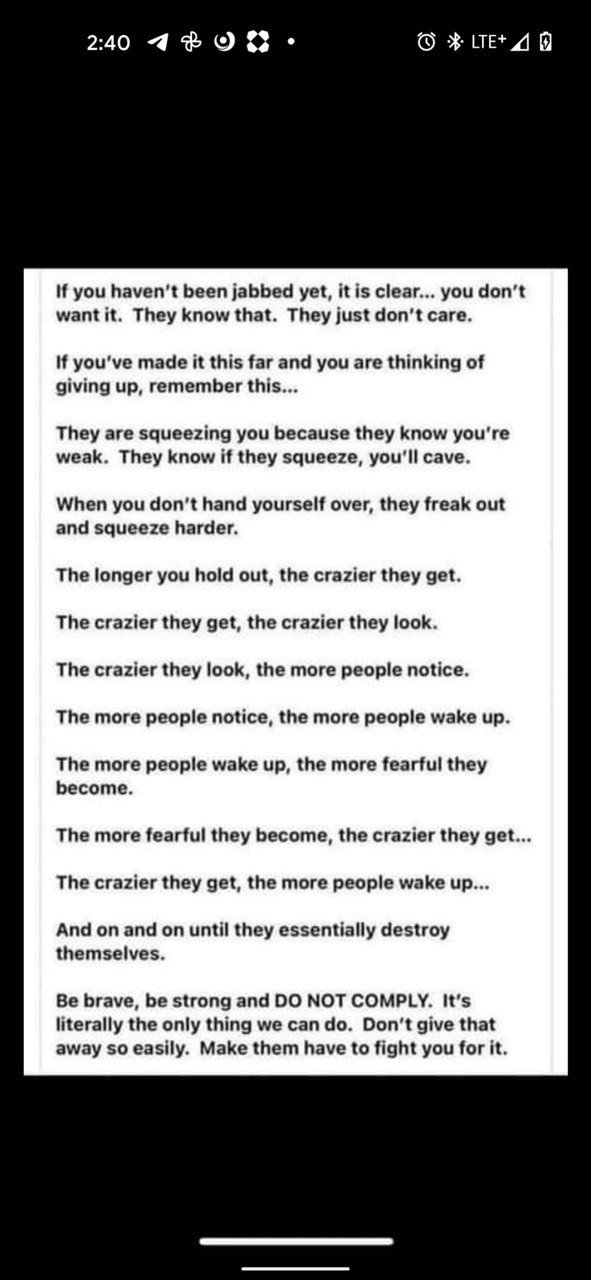 2:40
LTE+
If you haven't been jabbed yet, it is clear... you don't
want it.  They know that.  They just don't care.
If you've made it this far and you are thinking of
giving up, remember this...
They are squeezing you because they know you're
weak.  They know if they squeeze, you'll cave.
When you don't hand yourself over, they freak out
and squeeze harder.
The longer you hold out, the crazier they get.
The crazier they get, the crazier they look.
The crazier they look, the more people notice.
The more people notice, the more people wake up.
The more people wake up, the more fearful they
become.
The more fearful they become, the crazier they get...
The crazier they get, the more people wake up...
And on and on until they essentially destroy
themselves.
Be brave, be strong and DO NOT COMPLY.  It's
literally the only thing we can do.  Don't give that
away so easily.  Make them have to fight you for it.